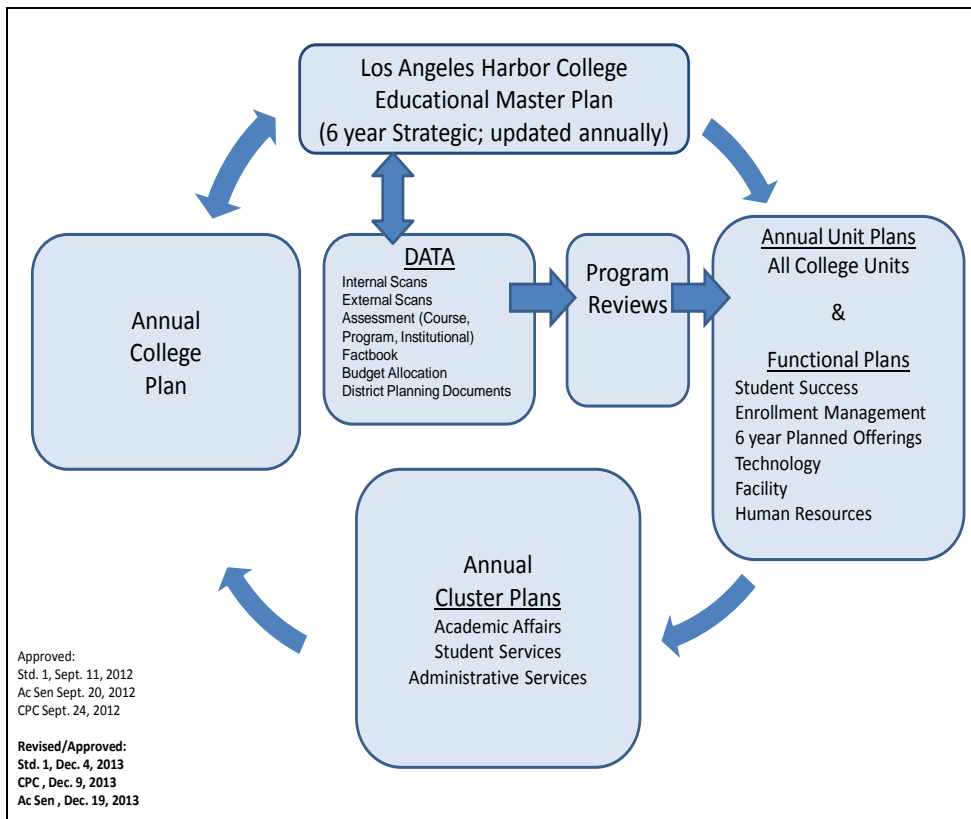 Los Angeles Harbor College
Educational Master Plan
(6 year Strategic; updated annually)
Annual
College
Plan
DATA
Internal Scans
External Scans
Assessment (Course,
Program, Institutional)
Factbook
Budget Allocation
District Planning Documents
Program
Reviews
Annual Unit Plans
All College Units
&
Functional Plans
Student Success
Enrollment Management
6 year Planned Offerings
Technology
Facility
Human Resources
Annual
Cluster Plans
Academic Affairs
Student Services
Administrative Services
Approved:
Std. 1, Sept. 11, 2012
Ac Sen Sept. 20, 2012
CPC Sept. 24, 2012
Revised/Approved:
Std. 1, Dec. 4, 2013
CPC , Dec. 9, 2013
Ac Sen , Dec. 19, 2013